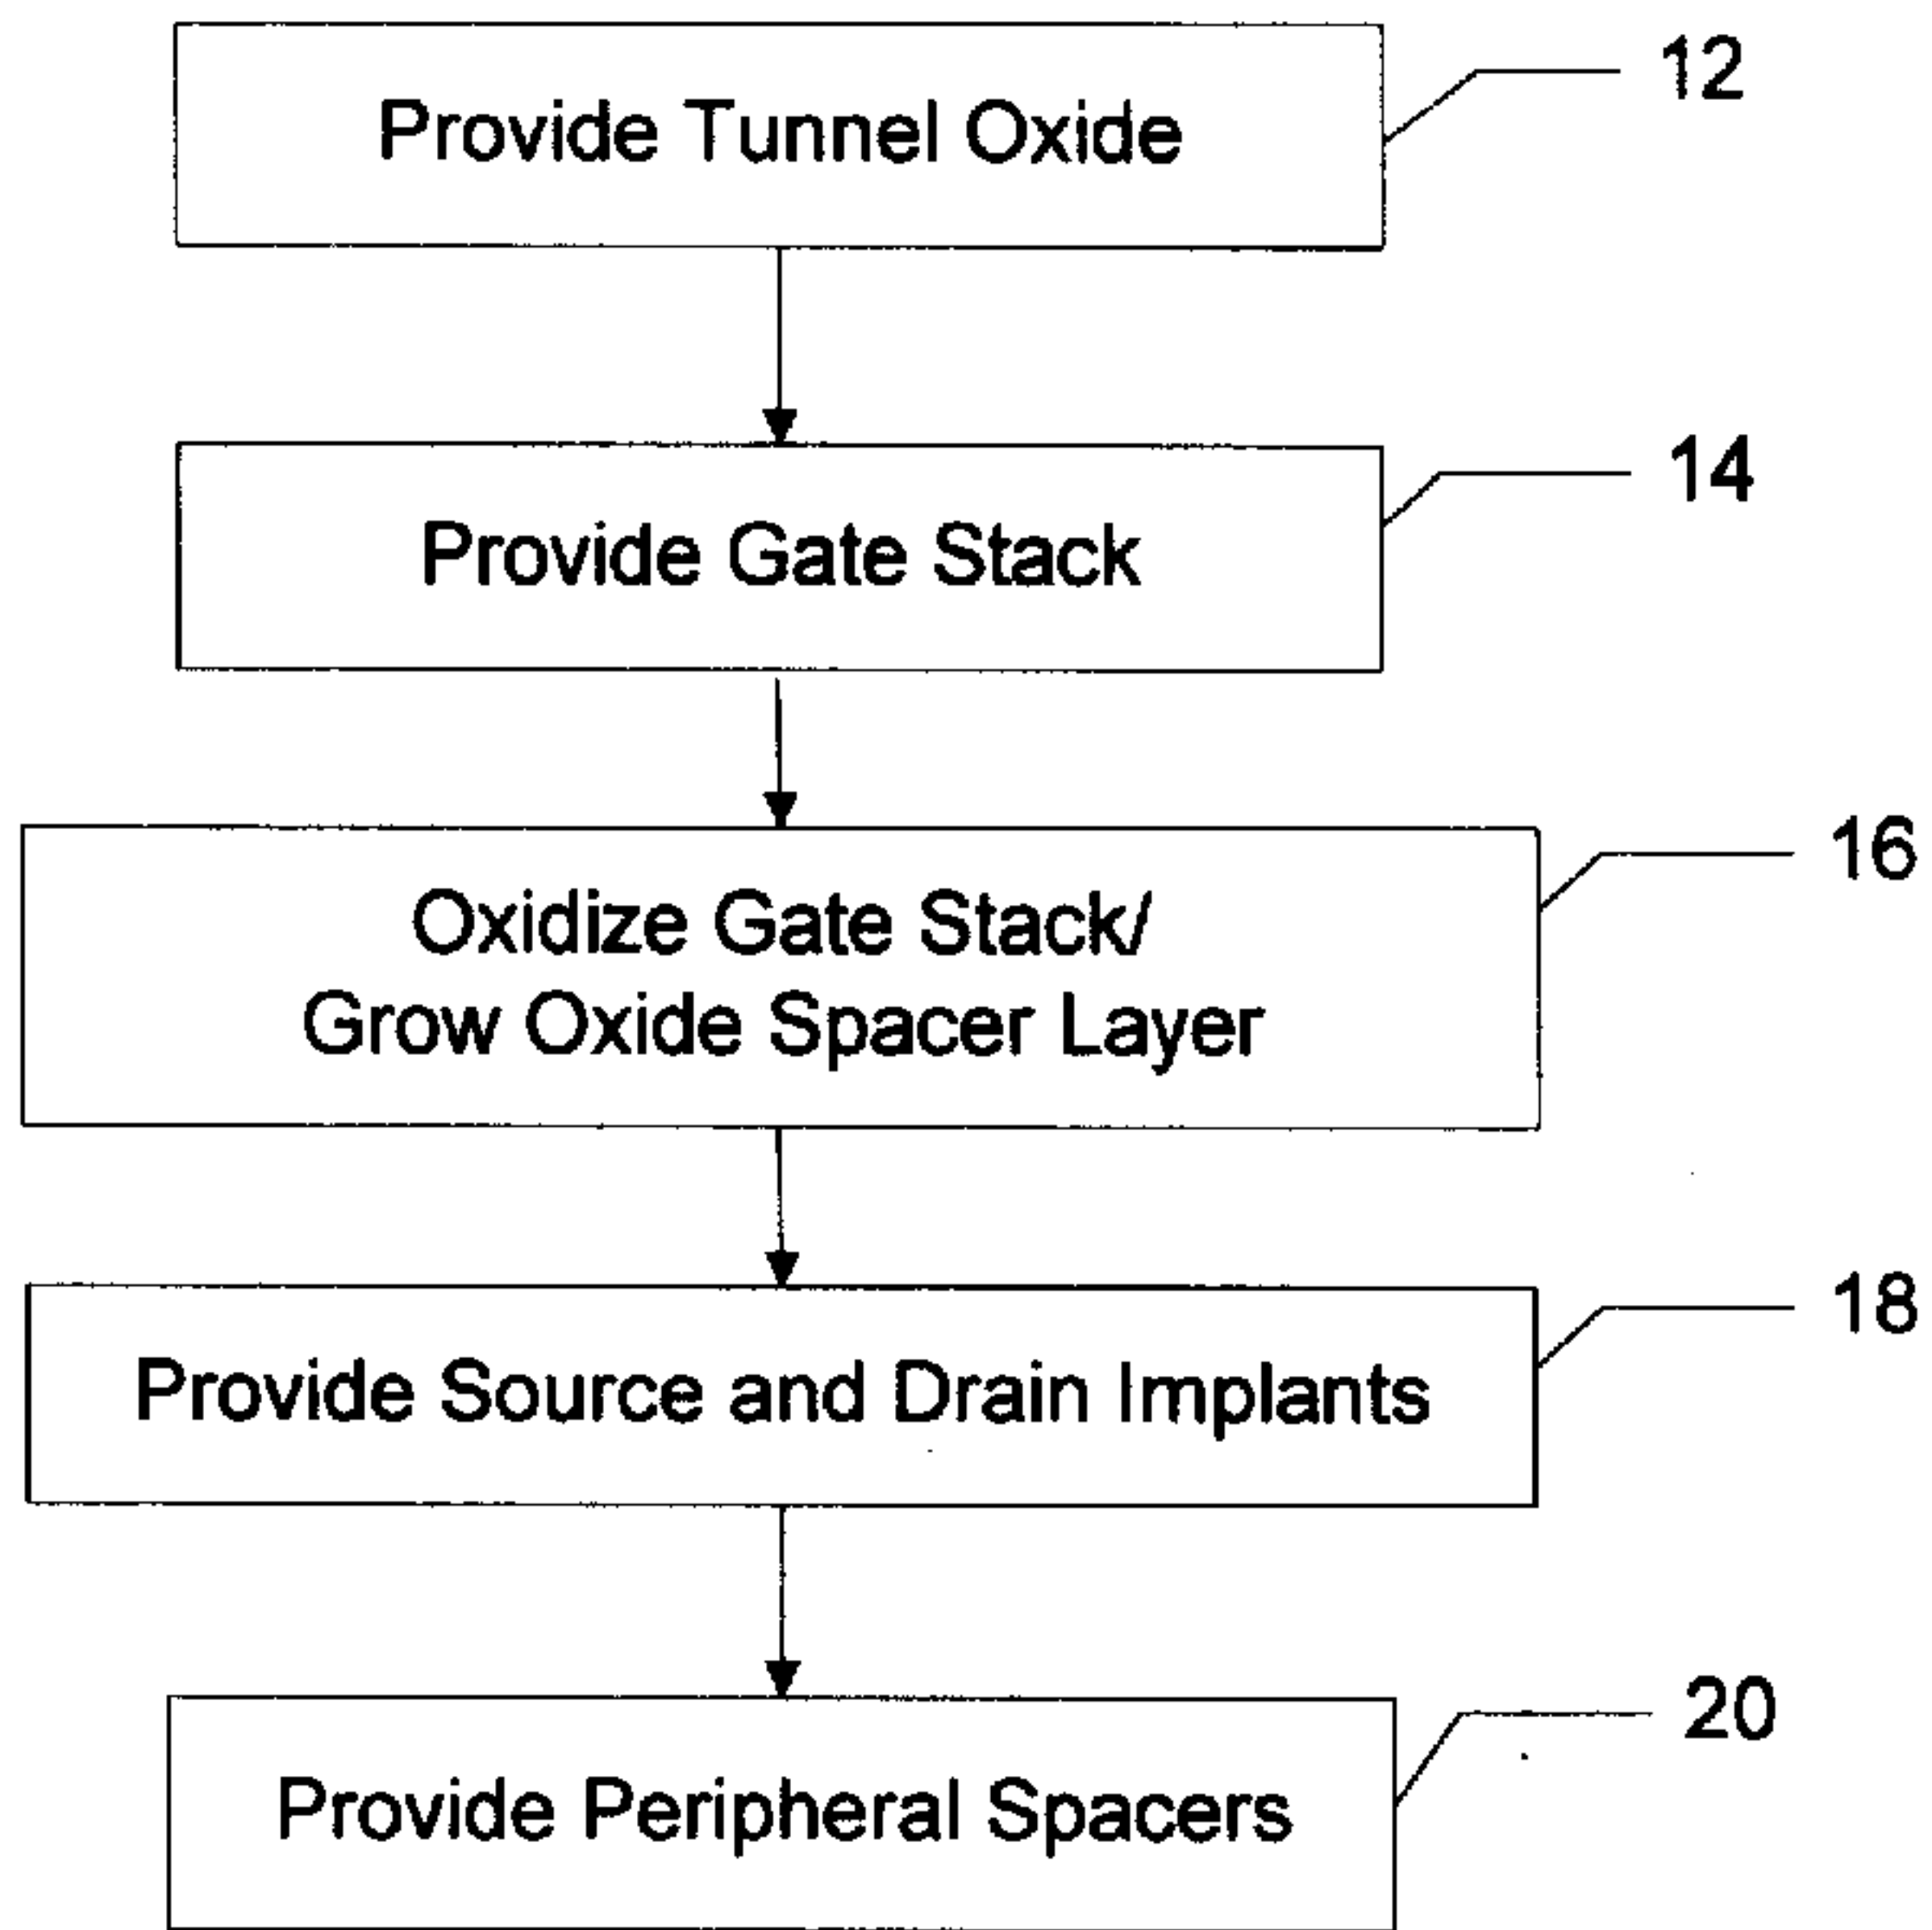 Provide Tunnel Oxide
12
Provide Gate Stack
14
Oxidize Gate Stack/
Grow Oxide Spacer Layer
16
Provide Source and Drain Implants
18
Provide Peripheral Spacers
20